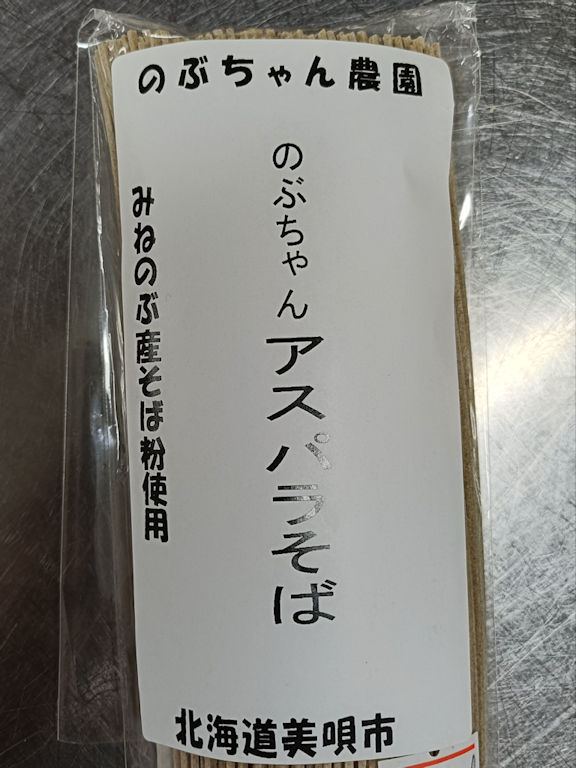 のぶちゃん農園
のぶちゃんアスパラそば
みねのぶ産そば粉使用
北海道美唄市